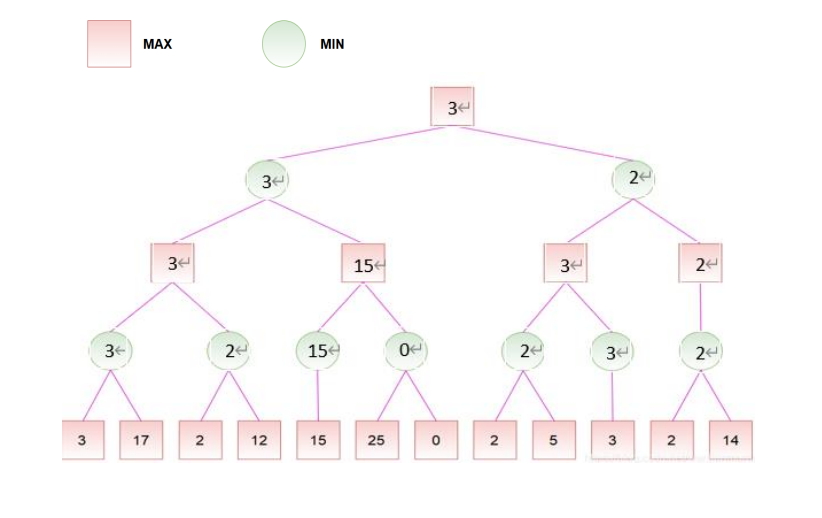 MAX MIN
3↵
3↵ 2↵
3↵ 15↵ 3↵ 2↵
3← 2↵ 15↵ 0↵ 2↵ 3↵ 2↵
3 17 2 12 15 25 0 2 5 3 2 14